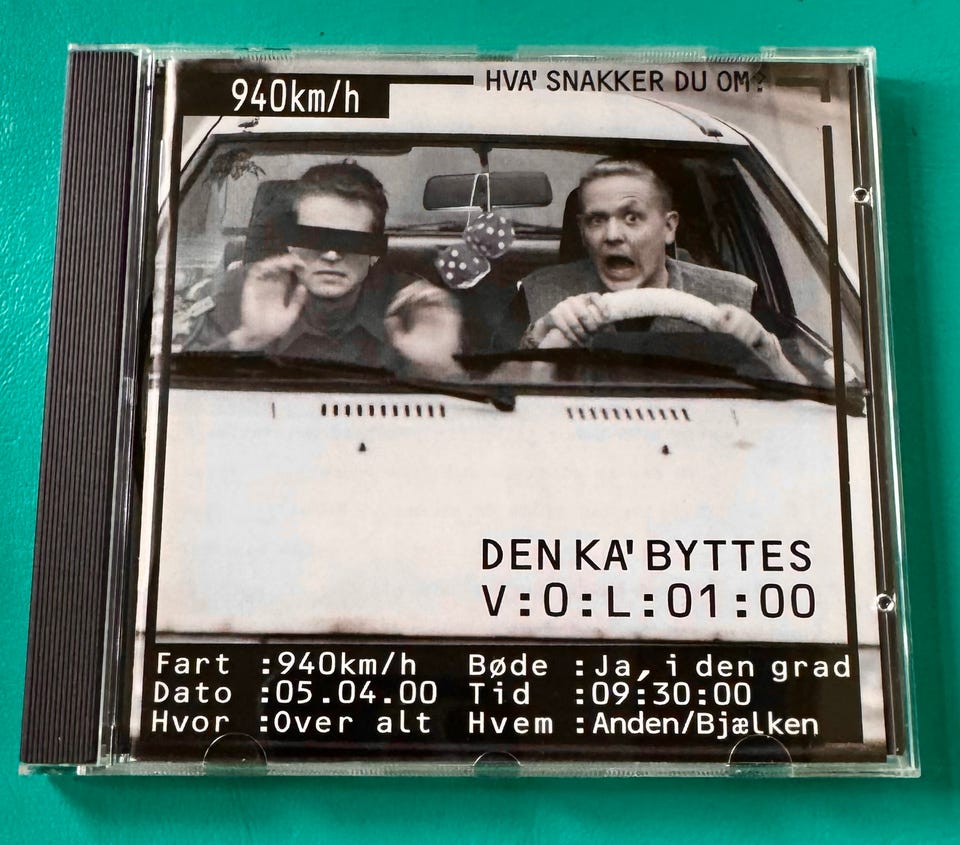 940km/h
HVA' SNAKKER DU OM?
DEN KA' BYTTES
V:O:L:01:00
Fart :940km/h Bøde :Ja, i den grad
Dato :05.04.00 Tid :09:30:00
Hvor :Over alt Hvem :Anden/Bjælken